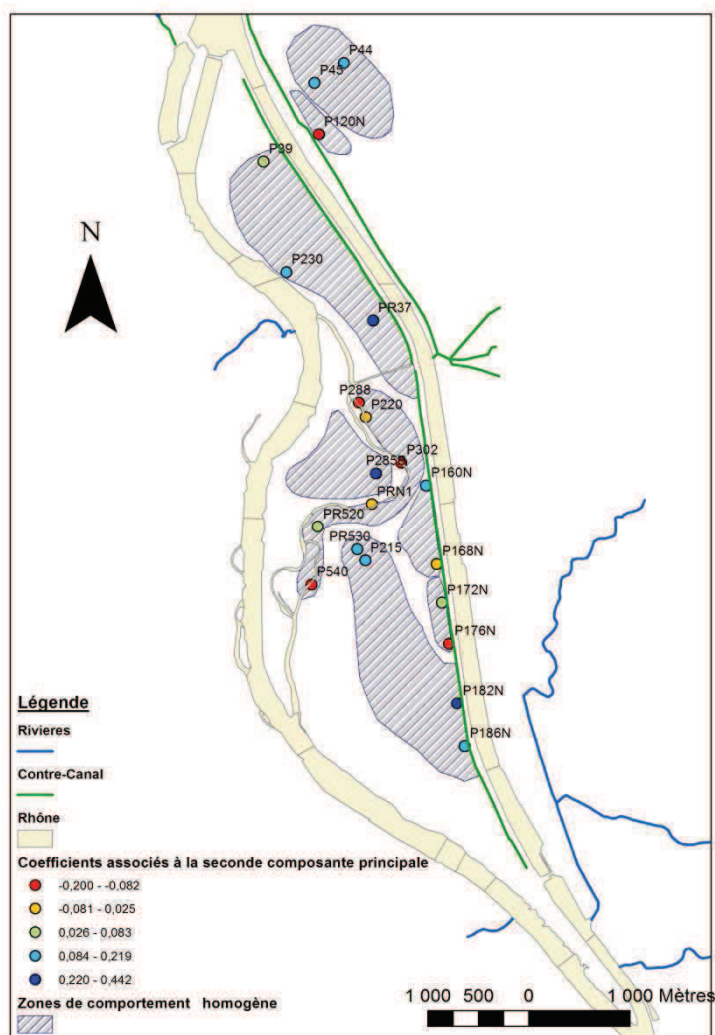 P44
P45
P120N
P39
N
P230
PR37
P288
P220
P302
P285B
P160N
PRN1
PR520
PR530
P215
P168N
P540
P172N
P176N
P182N
P186N
Légende
Rivieres
Contre-Canal
Rhône
Coefficients associés à la seconde composante principale
-0,200 - -0,082
-0,081 - 0,025
0,026 - 0,083
0,084 - 0,219
0,220 - 0,442
Zones de comportement homogène
1 000 500 0 1 000 Mètres